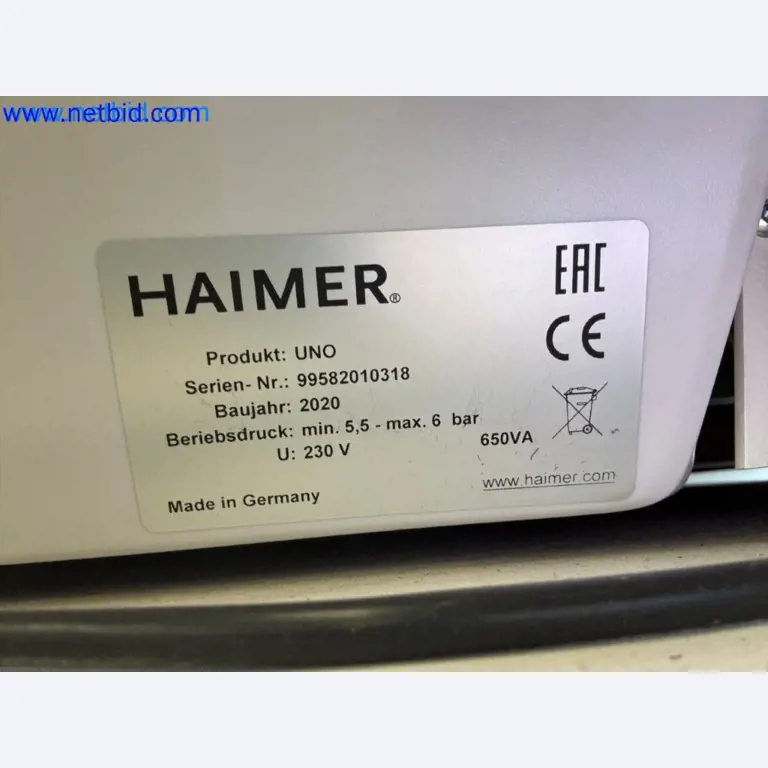 www.netbid.com
HAIMER®
EAC
CE
Produkt: UNO
Serien- Nr.: 99582010318
Baujahr: 2020
Beriebsdruck: min. 5,5 - max. 6 bar
U: 230 V
650VA
www.haimer.com
Made in Germany